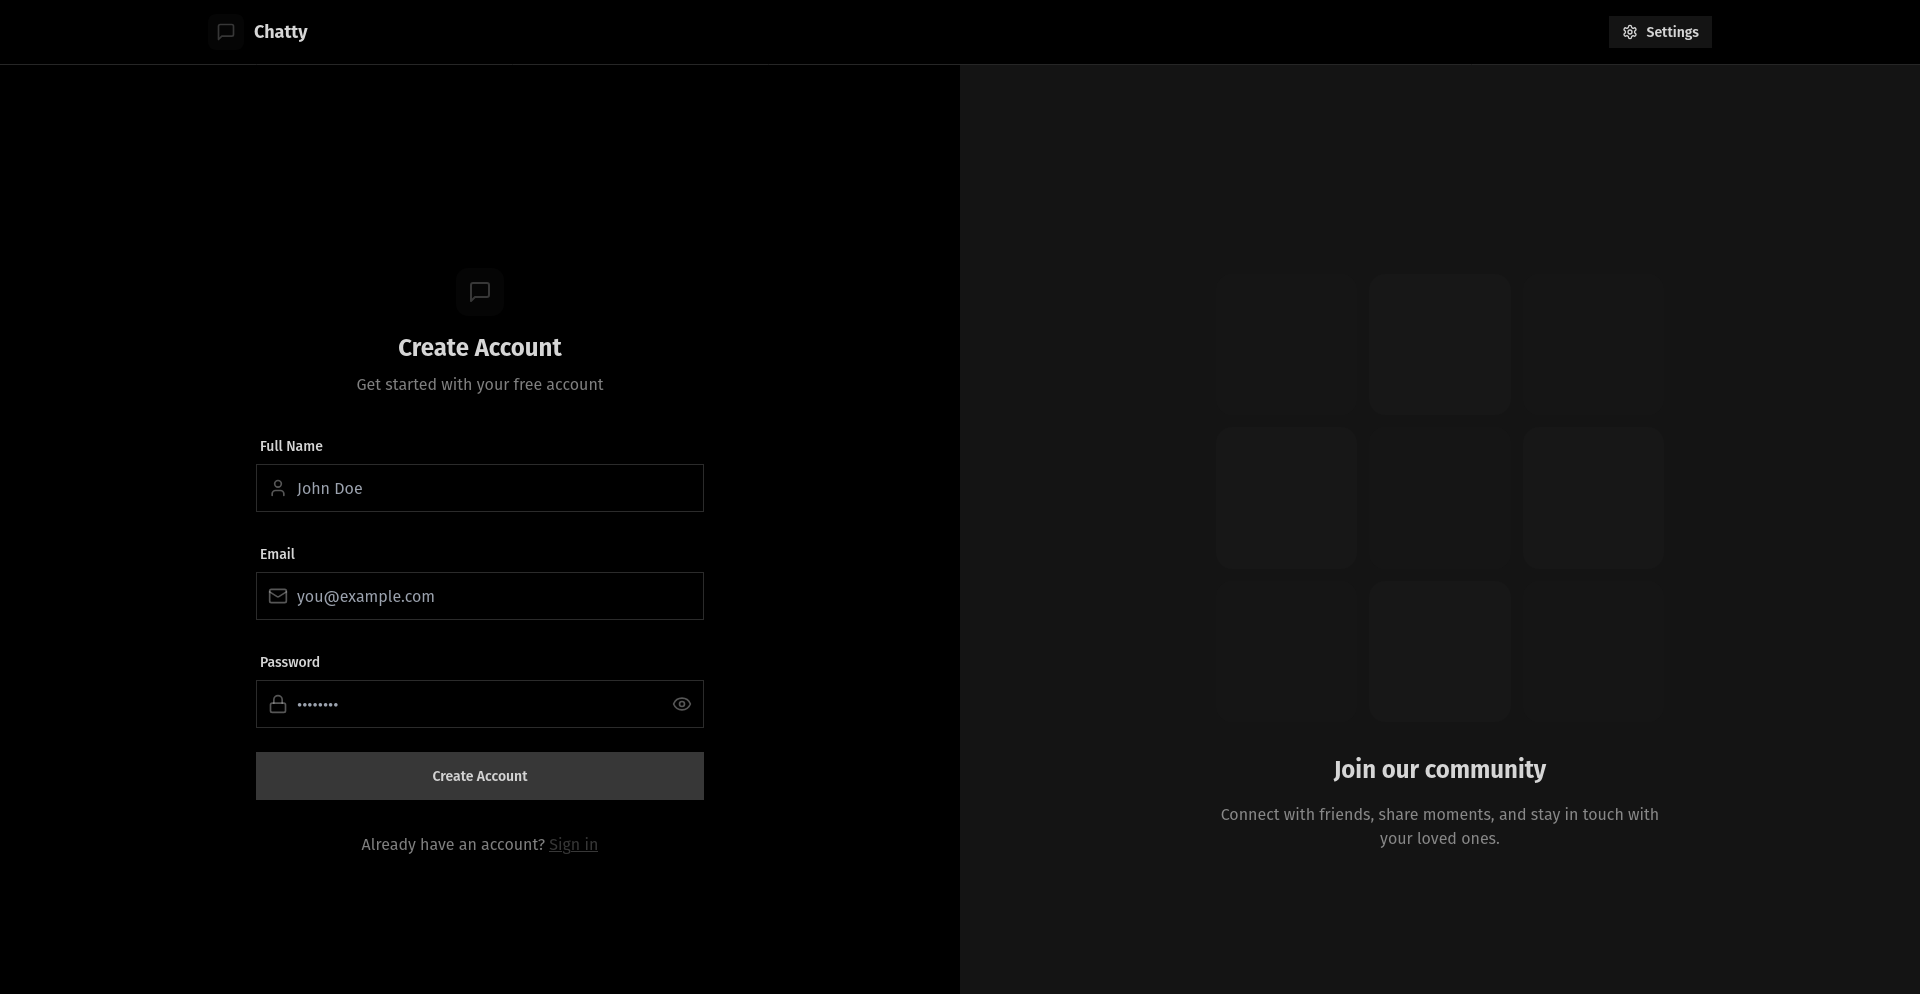 Chatty
Settings
Create Account
Get started with your free account
Full Name
John Doe
Email
you@example.com
Password
••••••••
Create Account
Already have an account? Sign in
Join our community
Connect with friends, share moments, and stay in touch with
your loved ones.